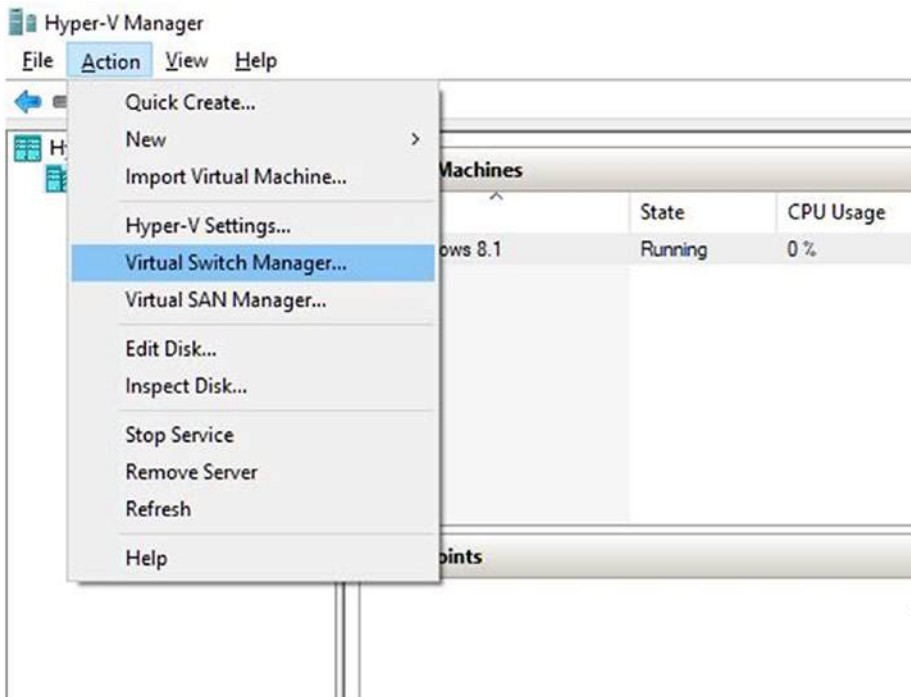 Hyper-V Manager
File Action View Help
Quick Create...
New
Import Virtual Machine...
Hyper-V Settings...
Virtual Switch Manager...
Virtual SAN Manager...
Edit Disk...
Inspect Disk...
Stop Service
Remove Server
Refresh
Help
Machines
State CPU Usage
8.1 Running 0 %